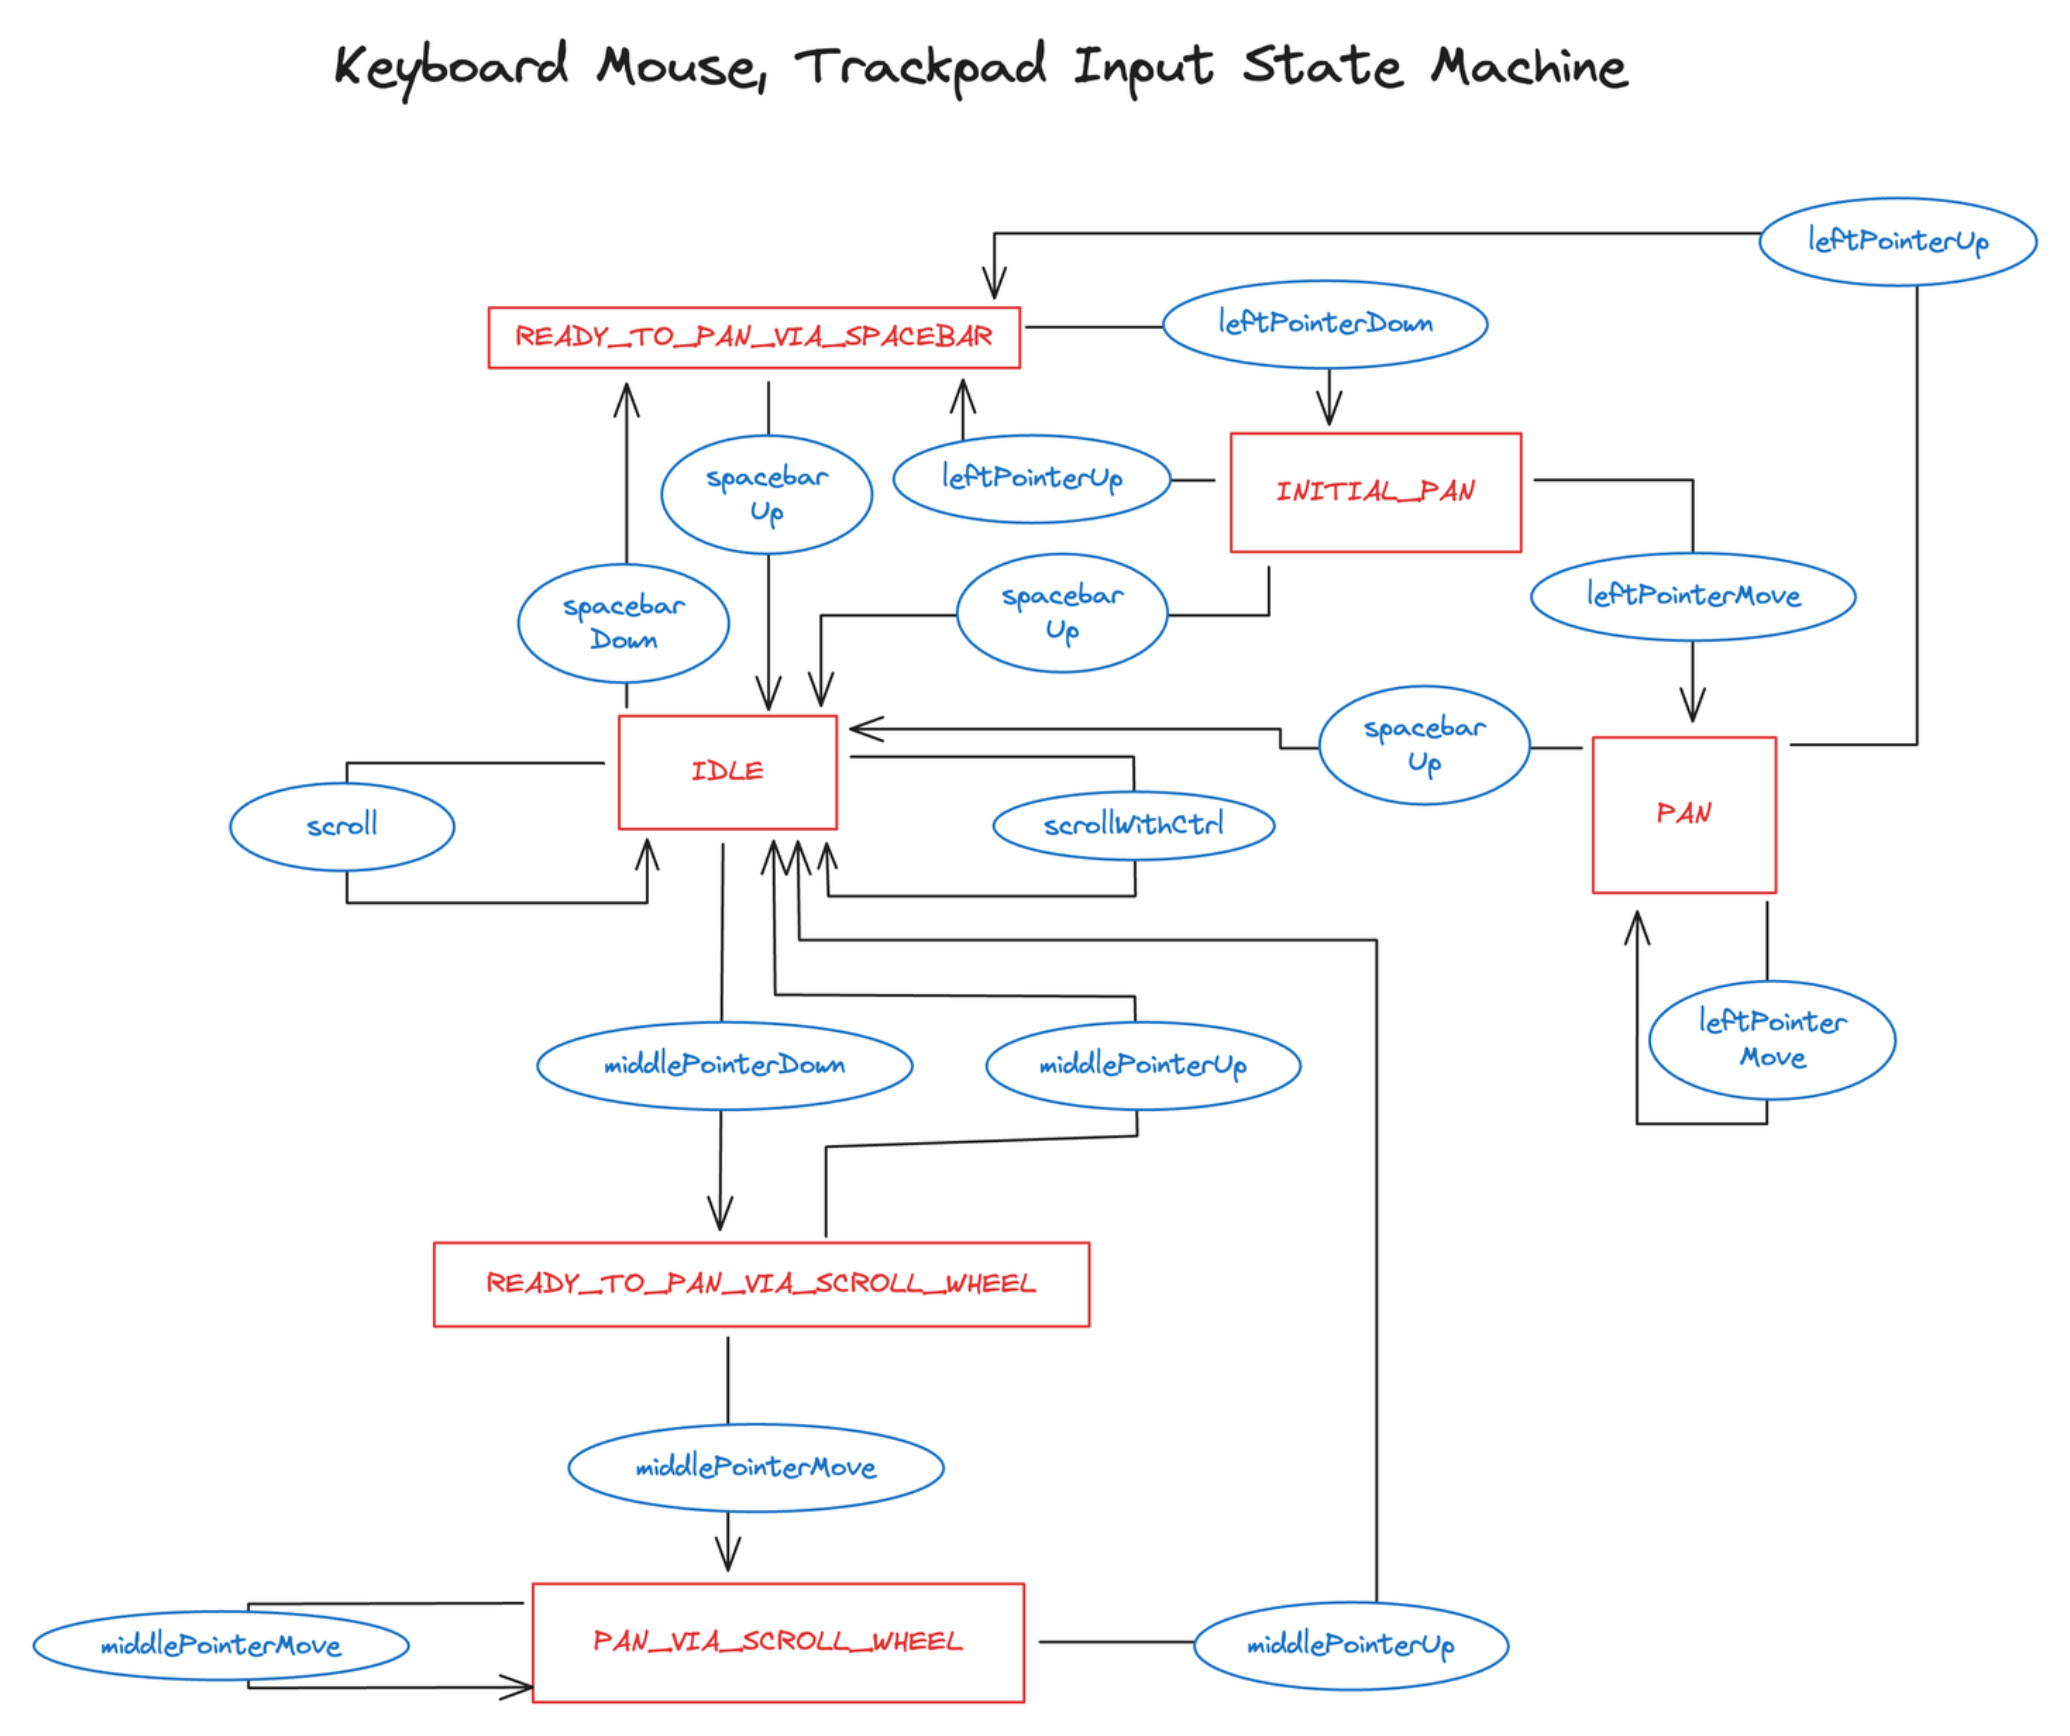 Keyboard Mouse, Trackpad Input State Machine
leftPointerUp
READY_TO_PAN_VIA_SPACEBAR
leftPointerDown
spacebar
Up
leftPointerUp
INITIAL_PAN
spacebar
Down
spacebar
Up
leftPointerMove
IDLE
spacebar
Up
PAN
scroll
scrollWithCtrl
middlePointerDown
middlePointerUp
leftPointer
Move
READY_TO_PAN_VIA_SCROLL_WHEEL
middlePointerMove
middlePointerMove
PAN_VIA_SCROLL_WHEEL
middlePointerUp